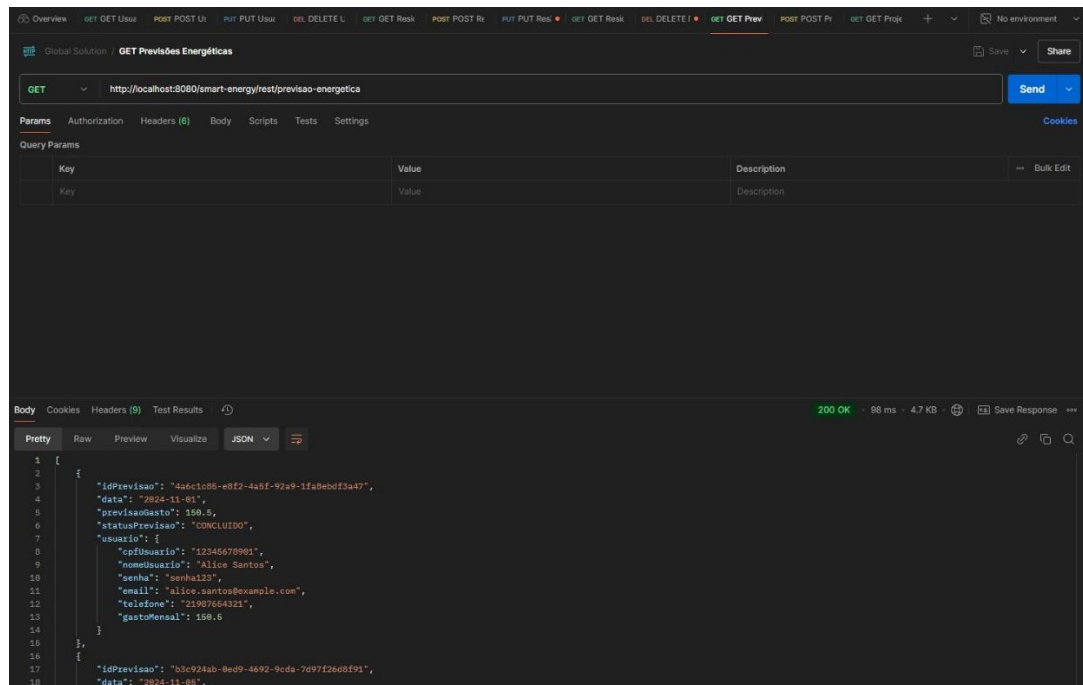 Overview GET GET Usua POST POST Us PUT PUT Usua DEL DELETE U GET GET Resid POST POST Re PUT PUT Resi GET GET Resid DEL DELETE I GET GET Prev POST POST Pr GET GET Proje No environment
Global Solution / GET Previsões Energéticas Save Share
GET http://localhost:8080/smart-energy/rest/previsao-energetica Send
Params Authorization Headers (6) Body Scripts Tests Settings Cookies
Query Params
Key Value Description ••• Bulk Edit
Key Value Description
Body Cookies Headers (9) Test Results 200 OK • 98 ms • 4.7 KB • Save Response •••
Pretty Raw Preview Visualize JSON
1 [
2 {
3 "idPrevisao": "4a6c1c85-e8f2-4a5f-92a9-1fa8ebdf3a47",
4 "data": "2024-11-01",
5 "previsaoGasto": 150.5,
6 "statusPrevisao": "CONCLUIDO",
7 "usuario": {
8 "cpfUsuario": "12345678901",
9 "nomeUsuario": "Alice Santos",
10 "senha": "senha123",
11 "email": "alice.santos@example.com",
12 "telefone": "21987654321",
13 "gastoMensal": 150.5
14 }
15 },
16 {
17 "idPrevisao": "b3c924ab-0ed9-4692-9cda-7d97f26d8f91",
18 "data": "2024-11-05",